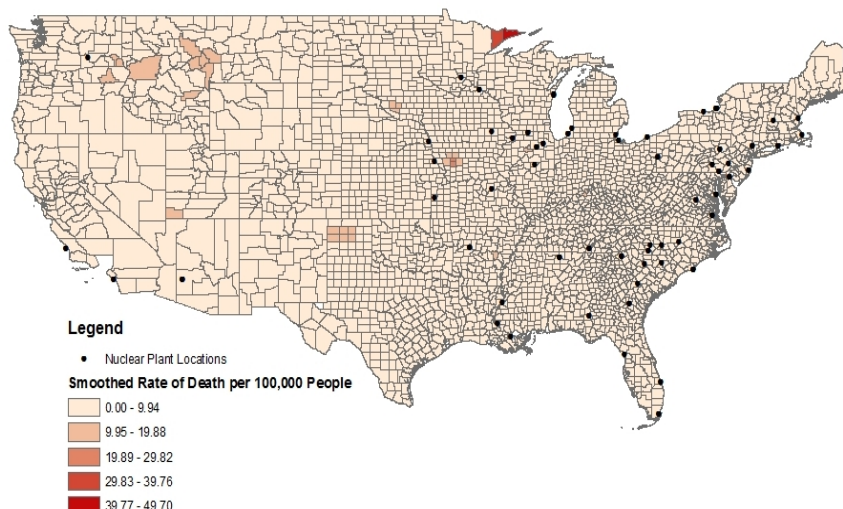 Legend
Nuclear Plant Locations
Smoothed Rate of Death per 100,000 People
0.00 - 9.94
9.95 - 19.88
19.89 - 29.82
29.83 - 39.76
39.77 - 49.70